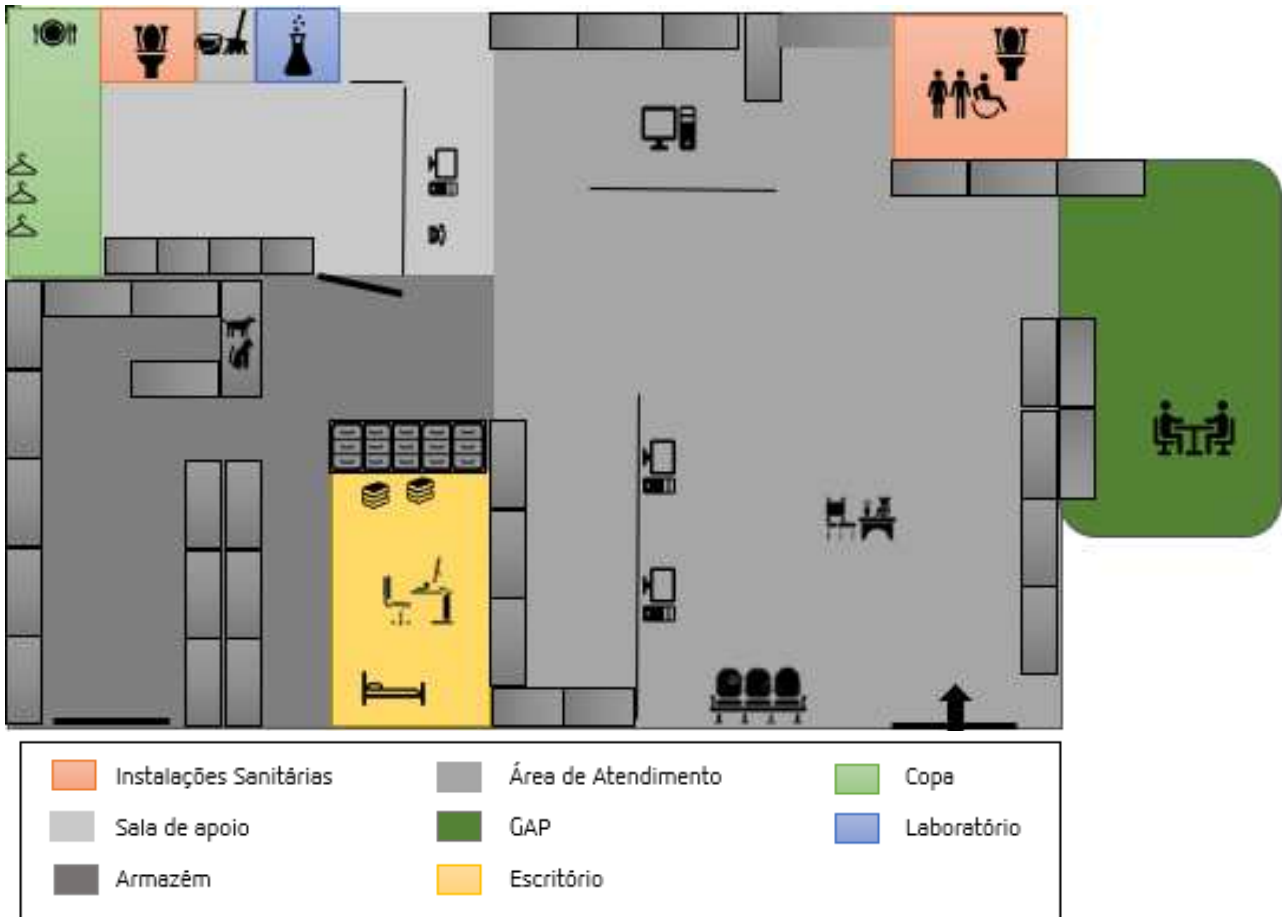 Instalações Sanitárias
Área de Atendimento
Copa
Sala de apoio
GAP
Laboratório
Armazém
Escritório